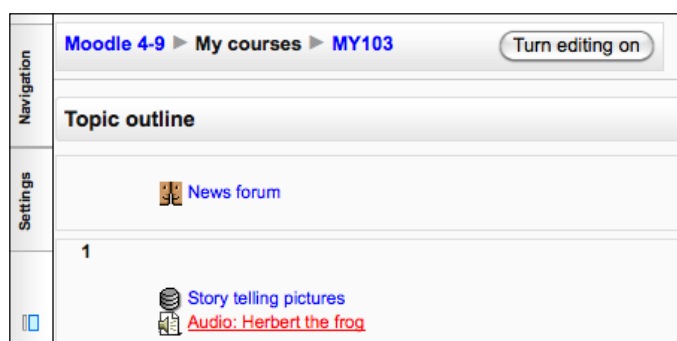 Navigation
Settings
Moodle 4-9 ► My courses ► MY103
Turn editing on
Topic outline
News forum
1
Story telling pictures
Audio: Herbert the frog